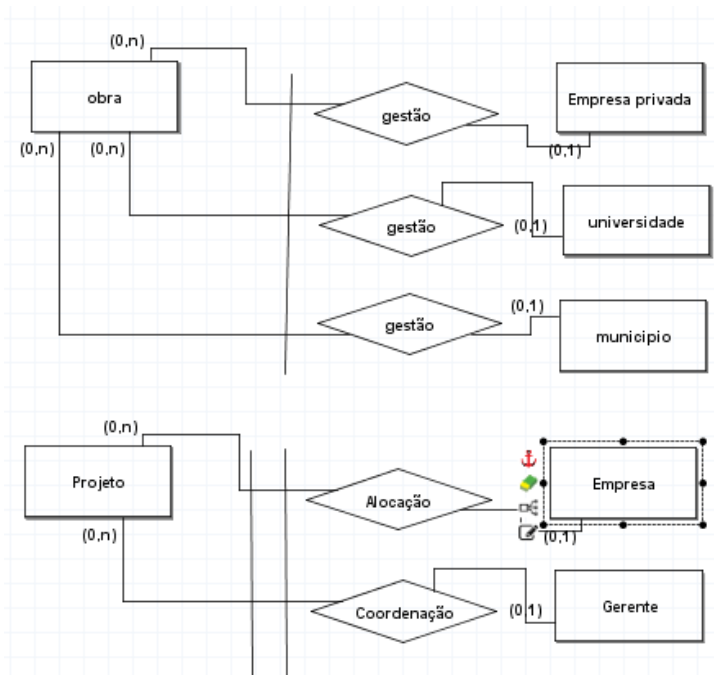 (0,n)
obra
gestão
Empresa privada
(0,n)
(0,n)
(0,1)
gestão
(0,1)
universidade
gestão
(0,1)
municipio
(0,n)
Projeto
Alocação
Empresa
(0,n)
(0,1)
Coordenação
(0,1)
Gerente